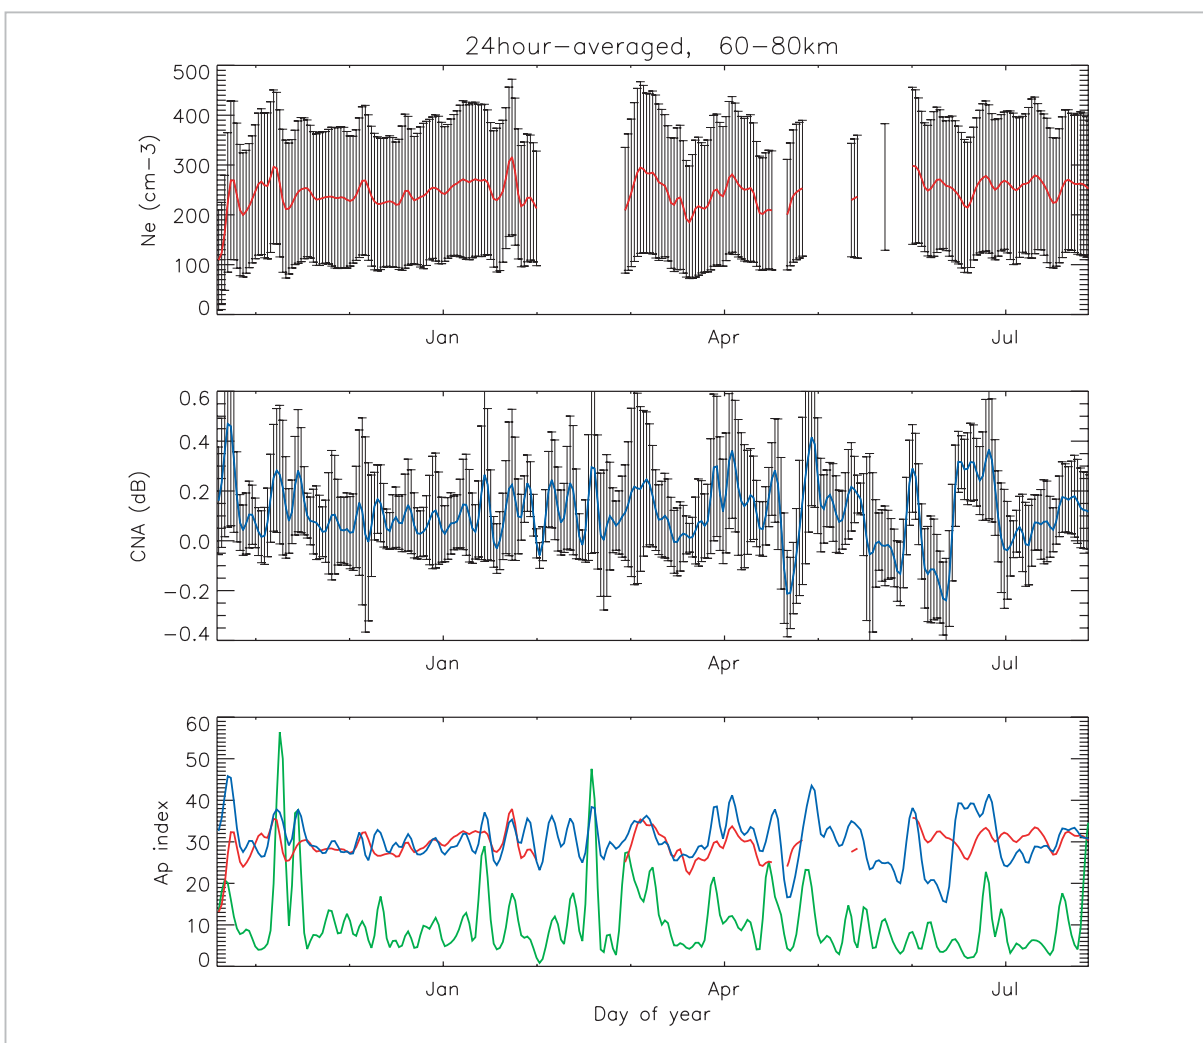 24hour-averaged, 60-80km
Ne (cm-3)
500
400
300
200
100
0
Jan Apr Jul
CNA (dB)
0.6
0.4
0.2
0.0
-0.2
-0.4
Jan Apr Jul
Ap index
60
50
40
30
20
10
0
Jan Apr Jul
Day of year